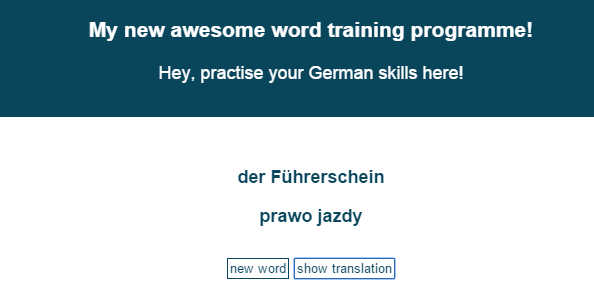 My new awesome word training programme!
Hey, practise your German skills here!
der Führerschein
prawo jazdy
new word show translation